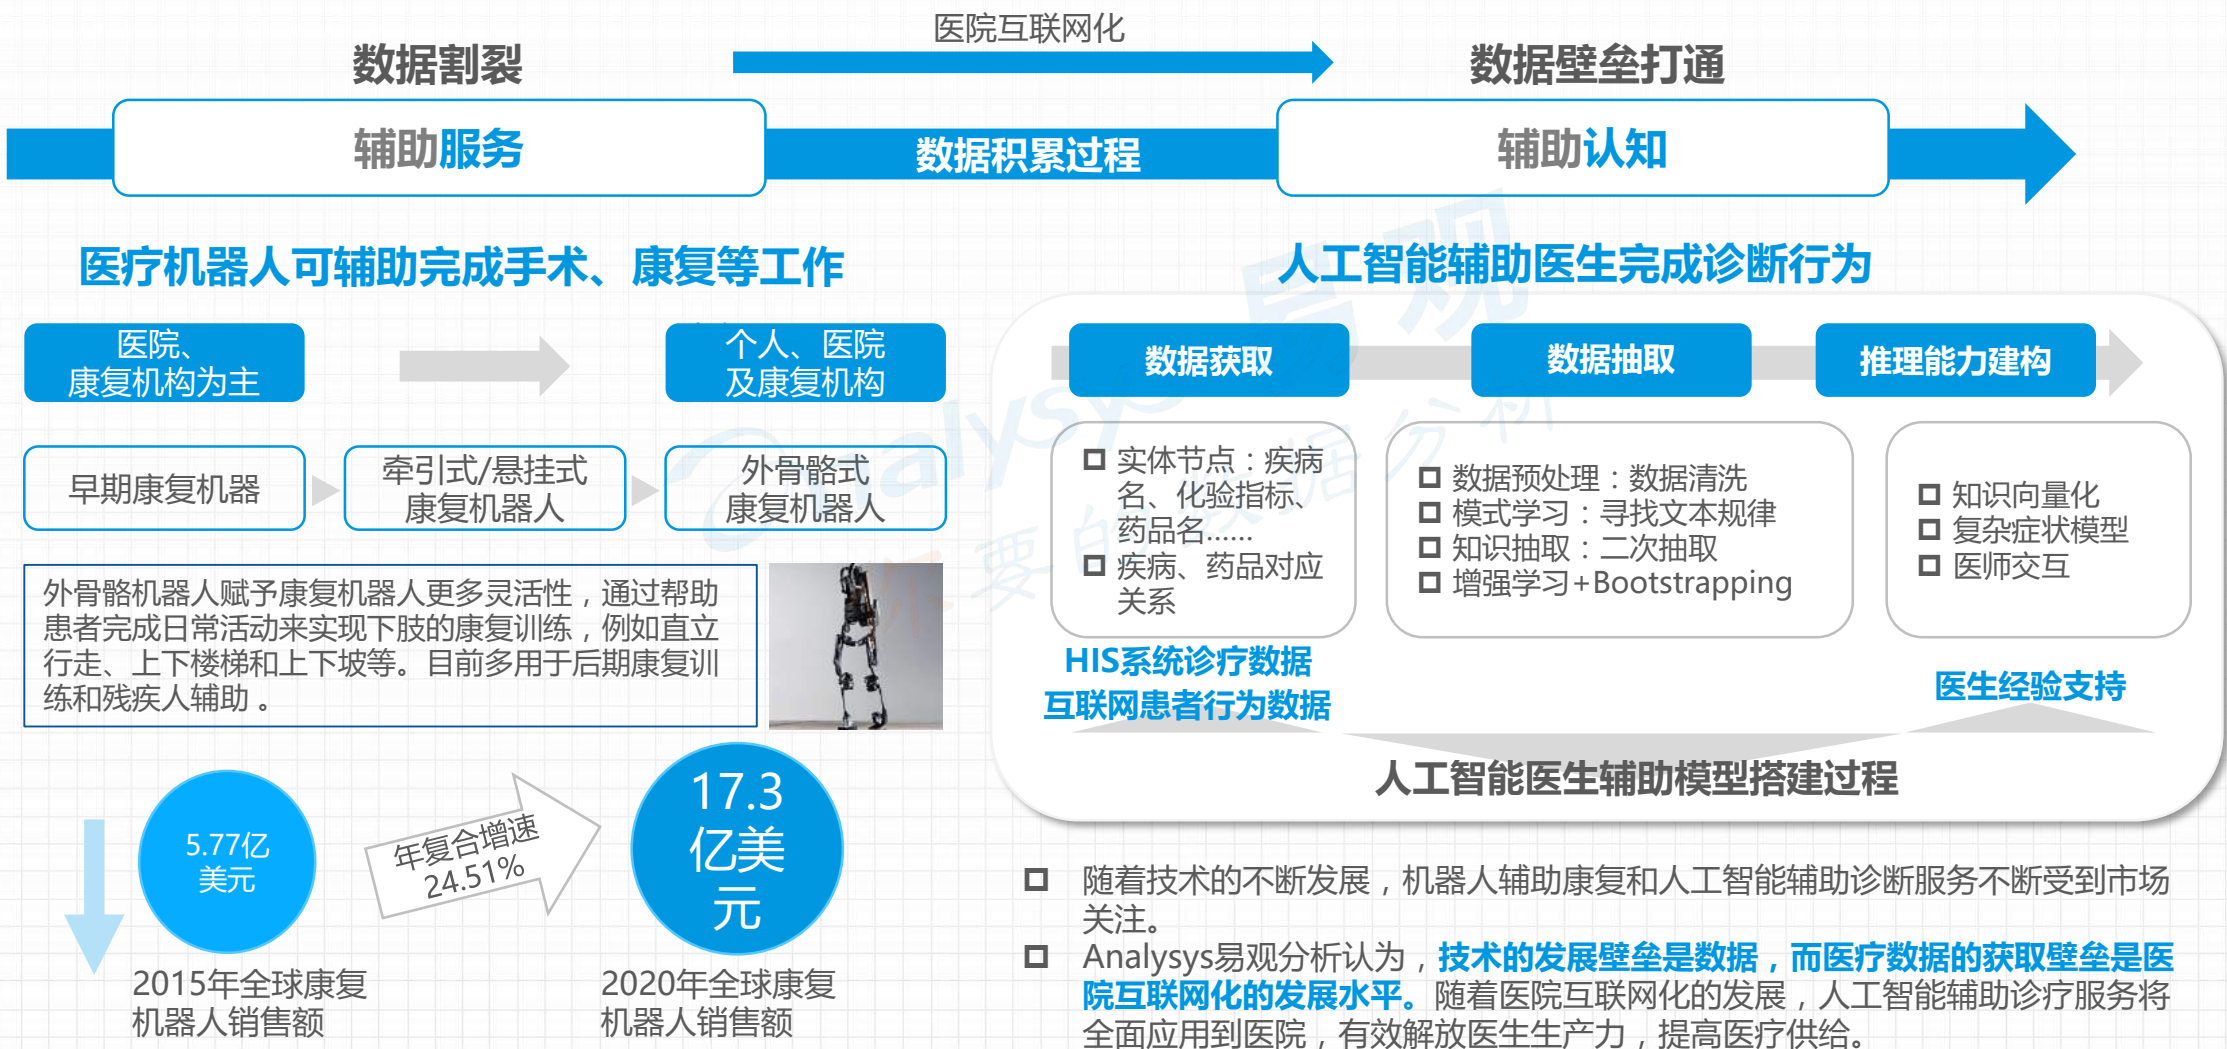 医院互联网化
数据割裂
数据壁垒打通
辅助服务
数据积累过程
辅助认知
医疗机器人可辅助完成手术、康复等工作
医院、
康复机构为主
个人、医院
及康复机构
早期康复机器
牵引式/悬挂式
康复机器人
外骨骼式
康复机器人
外骨骼机器人赋予康复机器人更多灵活性，通过帮助
患者完成日常活动来实现下肢的康复训练，例如直立
行走、上下楼梯和上下坡等。目前多用于后期康复训
练和残疾人辅助 。
5.77亿
美元
年复合增速
24.51%
17.3
亿美
元
2015年全球康复
机器人销售额
2020年全球康复
机器人销售额
人工智能辅助医生完成诊断行为
数据获取
数据抽取
推理能力建构
实体节点：疾病
名、化验指标、
药品名......
疾病、药品对应
关系
数据预处理：数据清洗
模式学习：寻找文本规律
知识抽取：二次抽取
增强学习+Bootstrapping
知识向量化
复杂症状模型
医师交互
HIS系统诊疗数据
互联网患者行为数据
医生经验支持
人工智能医生辅助模型搭建过程
随着技术的不断发展，机器人辅助康复和人工智能辅助诊断服务不断受到市场
关注。
Analysys易观分析认为，技术的发展壁垒是数据，而医疗数据的获取壁垒是医
院互联网化的发展水平。随着医院互联网化的发展，人工智能辅助诊疗服务将
全面应用到医院，有效解放医生生产力，提高医疗供给。
Analysys易观
你要的数据分析